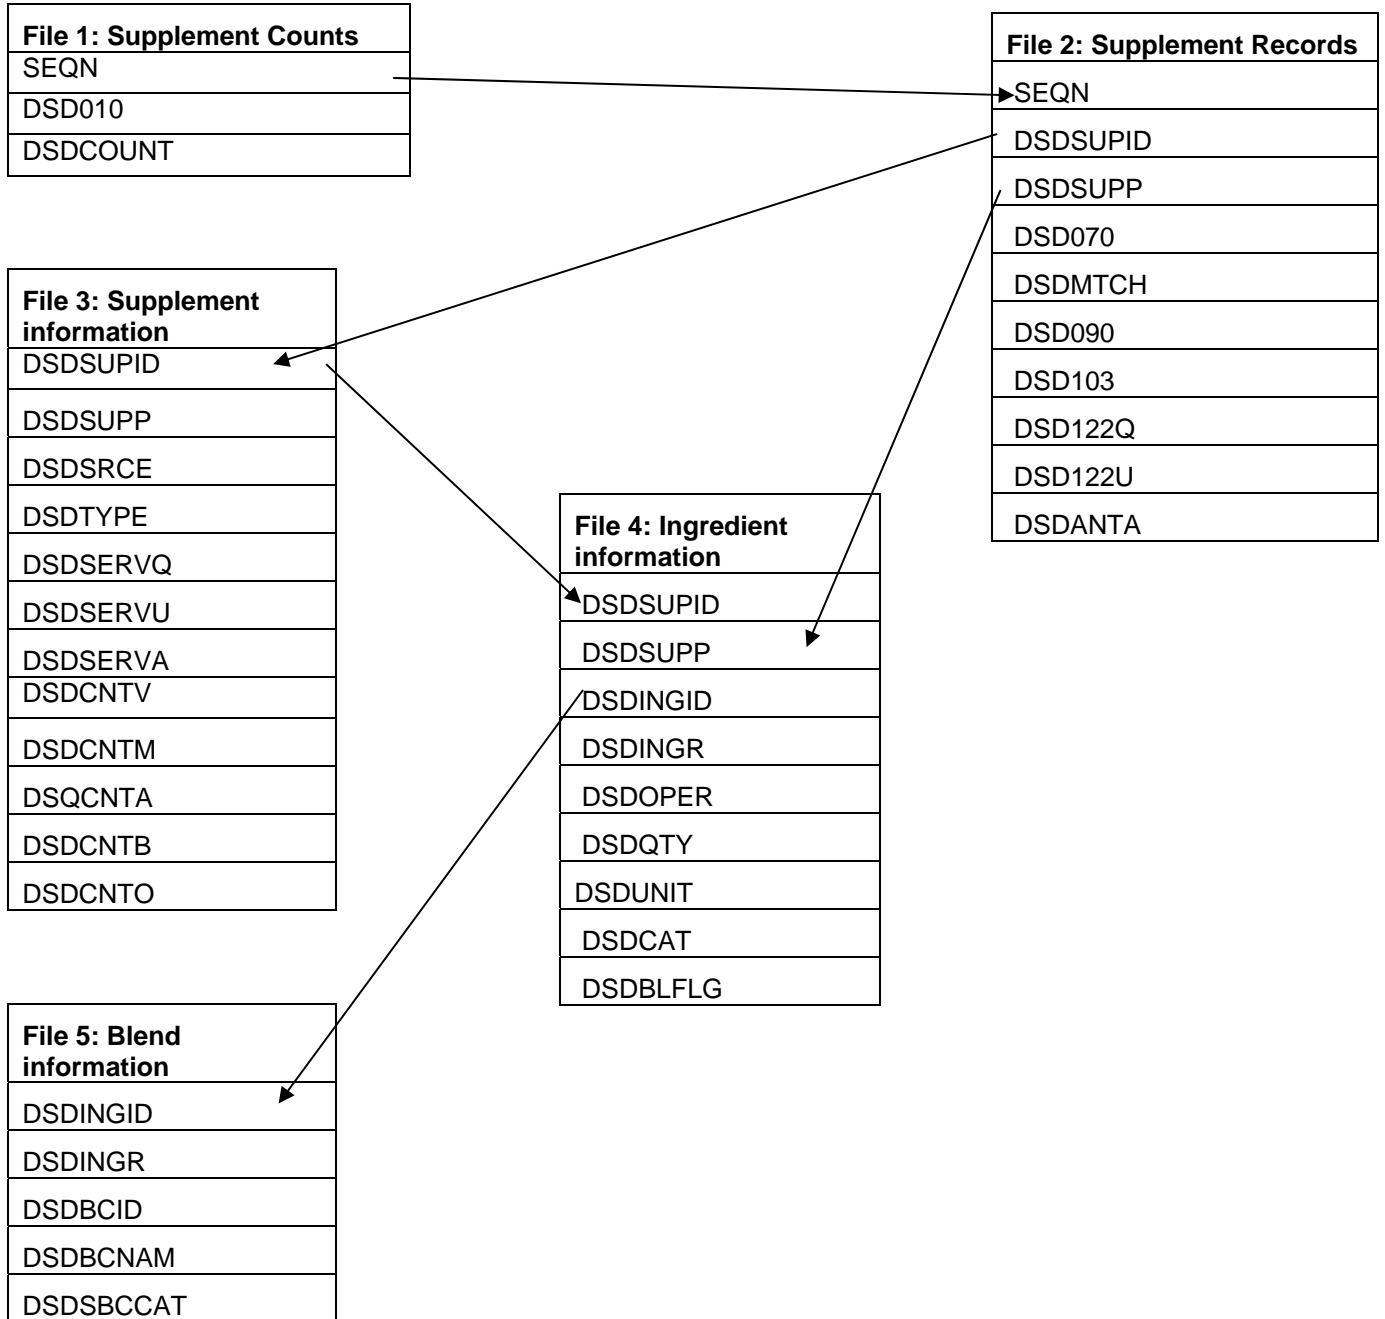 File 1: Supplement Counts
SEQN
DSD010
DSDCOUNT
File 2: Supplement Records
SEQN
DSDSUPID
DSDSUPP
DSD070
DSDMTCH
DSD090
DSD103
DSD122Q
DSD122U
DSDANTA
File 3: Supplement
information
DSDSUPID
DSDSUPP
DSDSRCE
DSDTYPE
DSDSERVQ
DSDSERVU
DSDSERVA
DSDCNTV
DSDCNTM
DSQCNTA
DSDCNTB
DSDCNTO
File 4: Ingredient
information
DSDSUPID
DSDSUPP
DSDINGID
DSDINGR
DSDOPER
DSDQTY
DSDUNIT
DSDCAT
DSDBLFLG
File 5: Blend
information
DSDINGID
DSDINGR
DSDBCID
DSDBCNAM
DSDSBCCAT